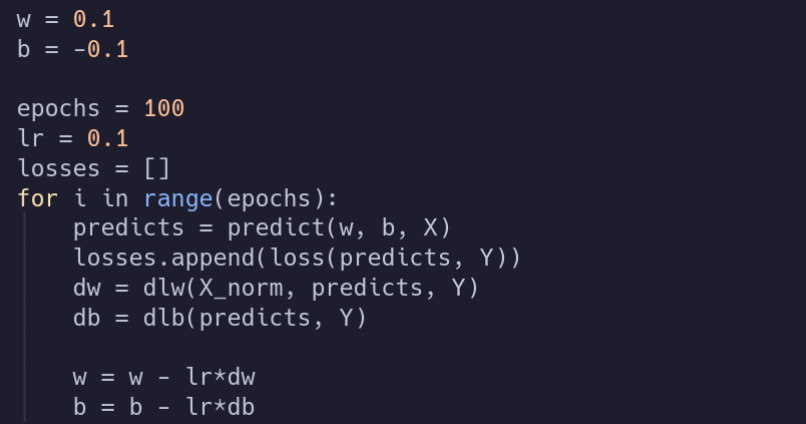 w = 0.1
b = -0.1
epochs = 100
lr = 0.1
losses = []
for i in range(epochs):
    predicts = predict(w, b, X)
    losses.append(loss(predicts, Y))
    dw = dlw(X_norm, predicts, Y)
    db = dlb(predicts, Y)
    w = w - lr*dw
    b = b - lr*db